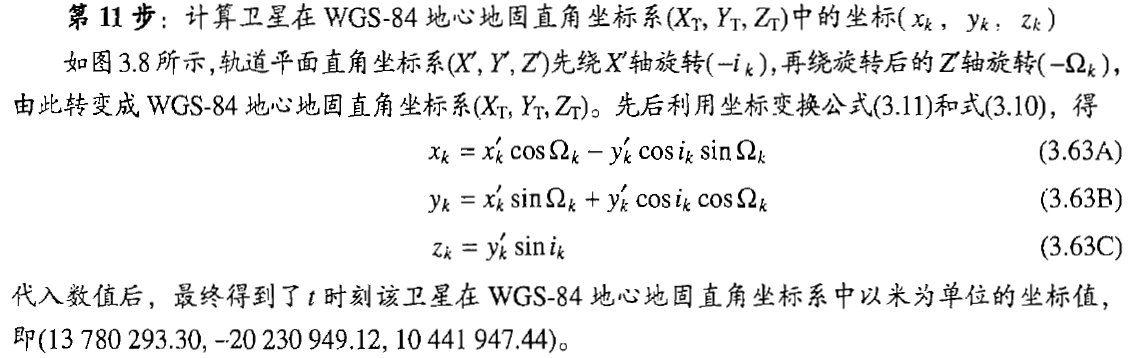 第 11 步：计算卫星在 WGS-84 地心地固直角坐标系(X_T, Y_T, Z_T)中的坐标(x_k, y_k, z_k)
如图 3.8 所示,轨道平面直角坐标系(X′, Y′, Z′)先绕X′轴旋转(−i_k),再绕旋转后的Z′轴旋转(−Ω_k),
由此转变成 WGS-84 地心地固直角坐标系(X_T, Y_T, Z_T)。先后利用坐标变换公式(3.11)和式(3.10)，得
x_k = x′_k cos Ω_k − y′_k cos i_k sin Ω_k (3.63A)
y_k = x′_k sin Ω_k + y′_k cos i_k cos Ω_k (3.63B)
z_k = y′_k sin i_k (3.63C)
代入数值后，最终得到了 t 时刻该卫星在 WGS-84 地心地固直角坐标系中以米为单位的坐标值，
即(13 780 293.30, −20 230 949.12, 10 441 947.44)。